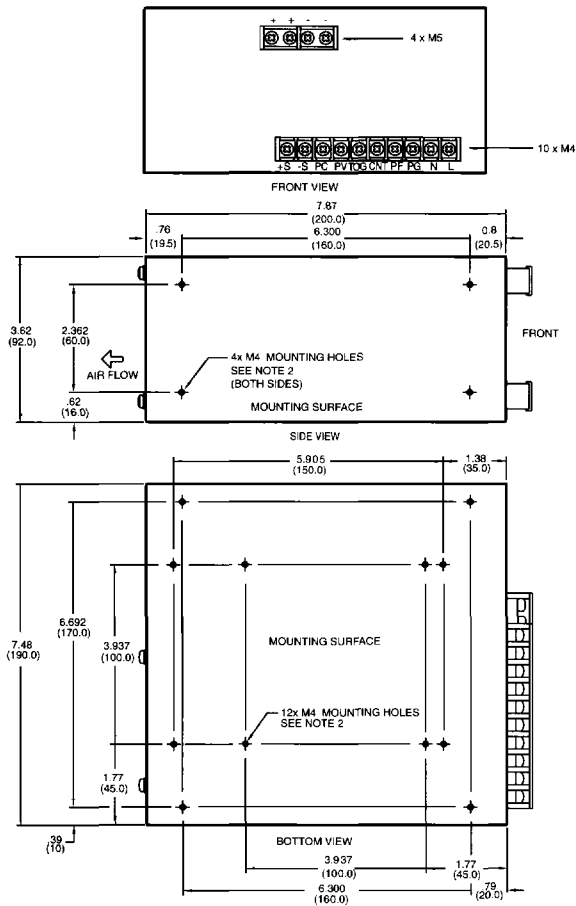 + + - -
4 x M5
10 x M4
+S -S PC PV TOG CNT PF PG N L
FRONT VIEW
7.87
(200.0)
.76
(19.5)
6.300
(160.0)
0.8
(20.5)
3.62
(92.0)
2.362
(60.0)
AIR FLOW
.62
(16.0)
4x M4 MOUNTING HOLES
SEE NOTE 2
(BOTH SIDES)
MOUNTING SURFACE
FRONT
SIDE VIEW
5.905
(150.0)
1.38
(35.0)
7.48
(190.0)
6.692
(170.0)
3.937
(100.0)
MOUNTING SURFACE
12x M4 MOUNTING HOLES
SEE NOTE 2
1.77
(45.0)
.39
(10)
BOTTOM VIEW
3.937
(100.0)
1.77
(45.0)
6.300
(160.0)
.79
(20.0)